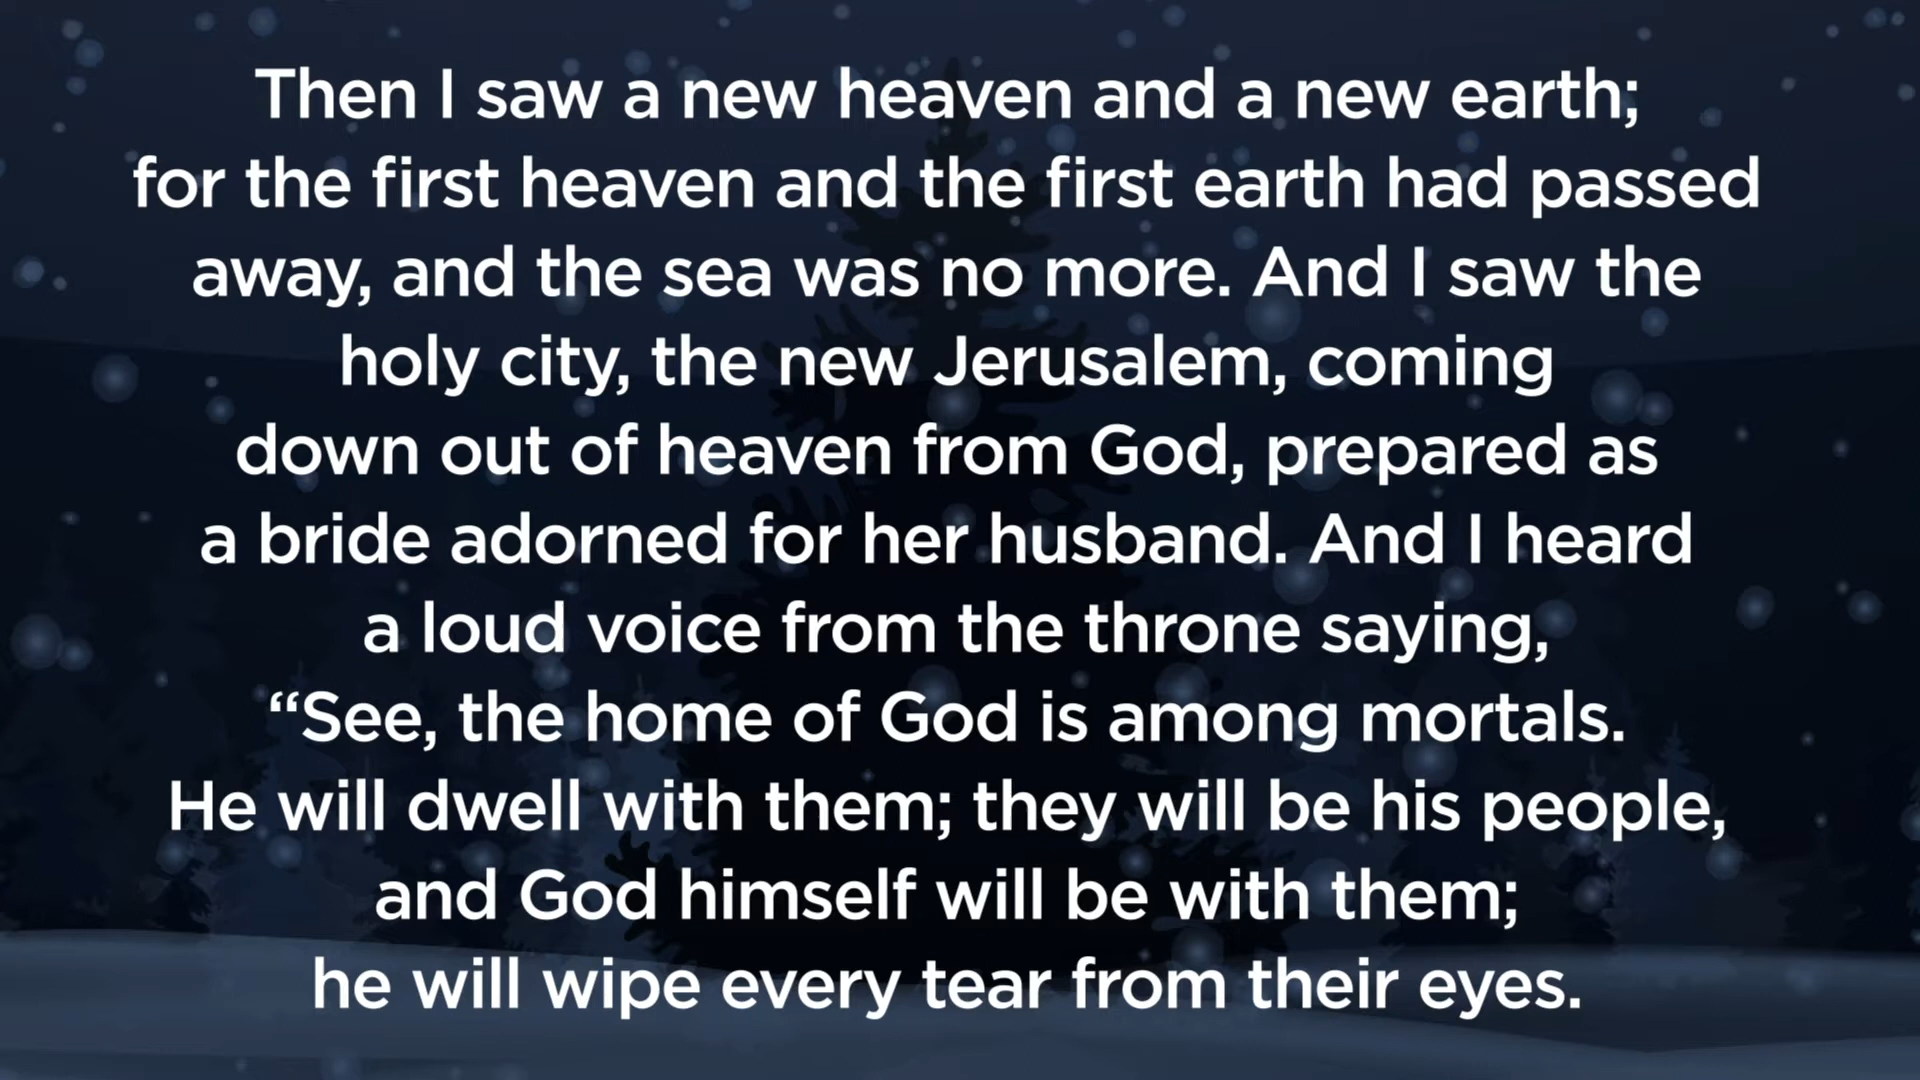 Then I saw a new heaven and a new earth;
for the first heaven and the first earth had passed
away, and the sea was no more. And I saw the
holy city, the new Jerusalem, coming
down out of heaven from God, prepared as
a bride adorned for her husband. And I heard
a loud voice from the throne saying,
“See, the home of God is among mortals.
He will dwell with them; they will be his people,
and God himself will be with them;
he will wipe every tear from their eyes.